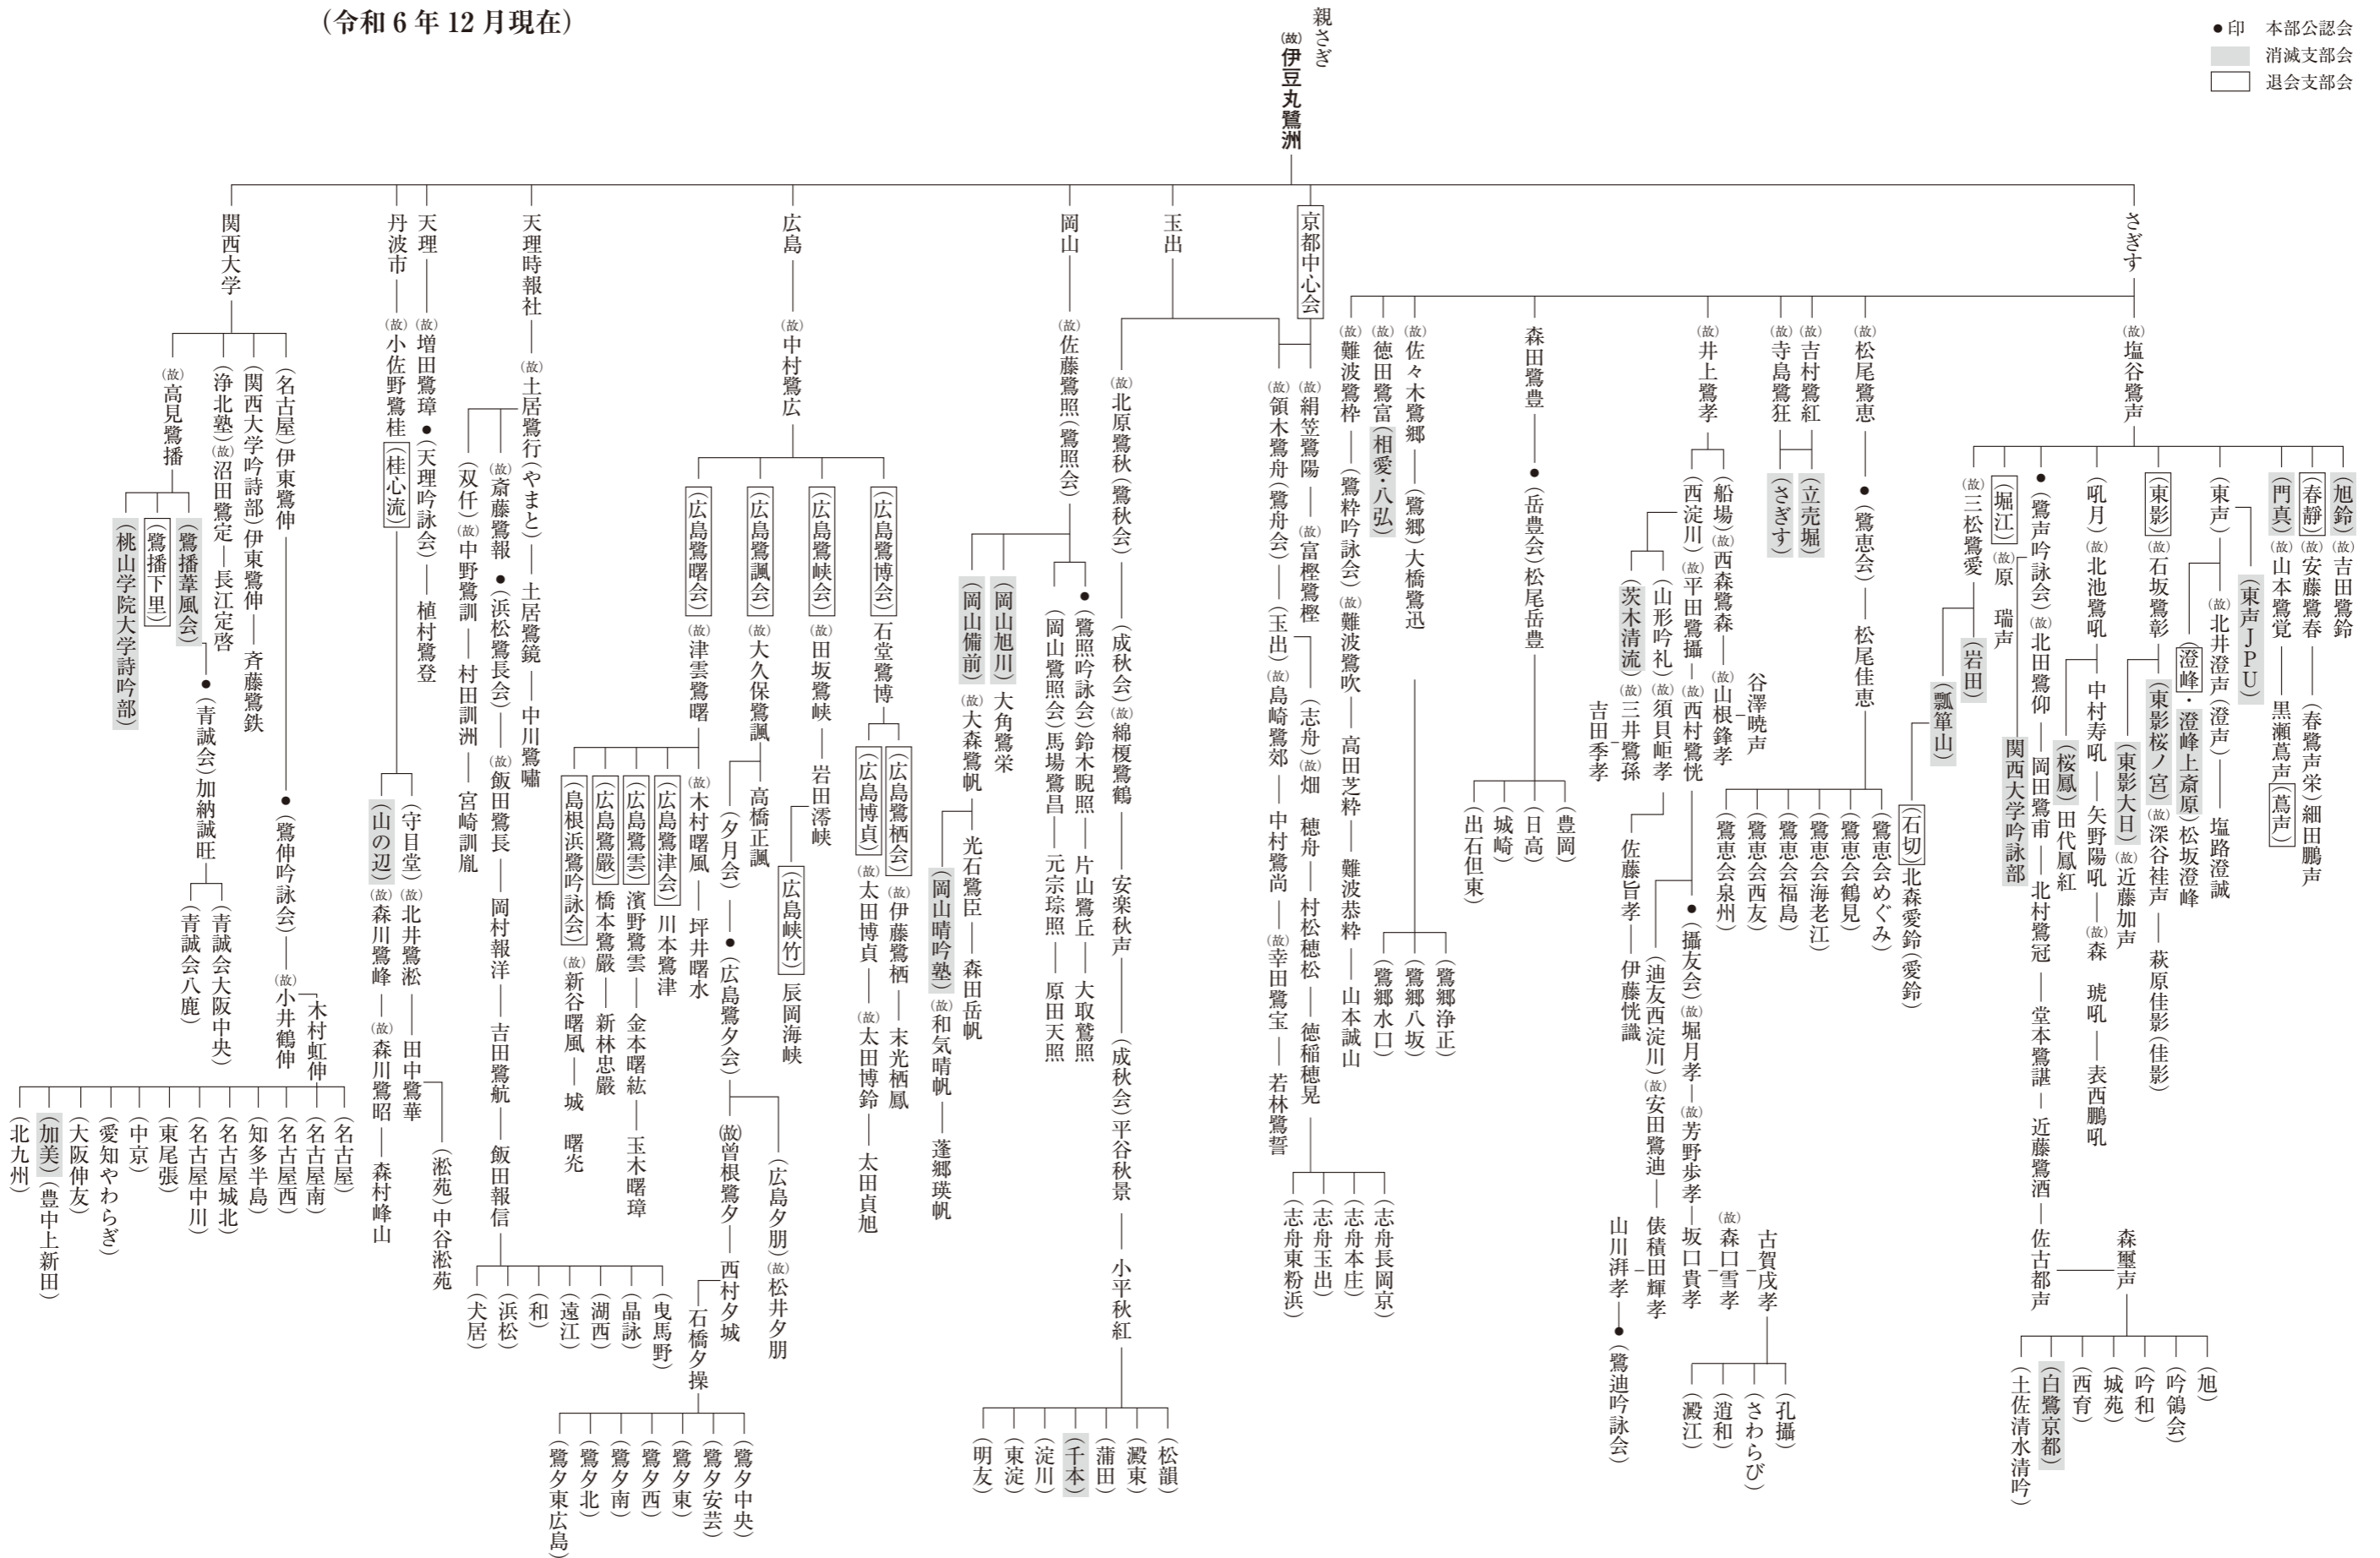 （令和6年12月現在）
●印　本部公認会
消滅支部会
退会支部会
親さぎ
（故）伊豆丸鷺洲
さぎす
（故）塩谷鷺声
（旭鈴）（故）吉田鷺鈴
（春靜）（故）安藤鷺春
（春鷺声栄）細田鵬声
（門真）（故）山本鷺覚
黒瀬蔦声（蔦声）
（東声）
（東声JPU）
（故）北井澄声（澄声）
塩路澄誠
（澄峰・澄峰上斎原）松坂澄峰
（東影）（故）石坂鷺彰
（東影桜ノ宮）（故）深谷袿声
萩原佳影（佳影）
（東影大日）（故）近藤加声
（吼月）（故）北池鷺吼
中村寿吼
矢野陽吼
（故）森　琥吼
表西鵬吼
（桜鳳）田代鳳紅
●（鷺声吟詠会）（故）北田鷺仰
岡田鷺甫
北村鷺冠
堂本鷺諶
近藤鷺酒
佐古都声
森璽声
（旭）
（吟鴿会）
（吟和）
（城苑）
（西育）
（白鷺京都）
（土佐清水清吟）
（堀江）（故）原　瑞声
関西大学吟詠部
（故）三松鷺愛
（岩田）
（瓢箪山）
（石切）北森愛鈴（愛鈴）
（故）松尾鷺恵
●（鷺恵会）
松尾佳恵
（鷺恵会めぐみ）
（鷺恵会鶴見）
（鷺恵会海老江）
（鷺恵会福島）
（鷺恵会西友）
（鷺恵会泉州）
（故）吉村鷺紅
（故）寺島鷺狂
（立売堀）
（さぎす）
（故）井上鷺孝
（船場）（故）西森鷺森
（故）山根鋒孝
谷澤暁声
（西淀川）（故）平田鷺攝
（故）西村鷺恍
●（攝友会）（故）堀月孝
（故）芳野歩孝
坂口貴孝
（故）森口雪孝
古賀戌孝
（孔攝）
（さわらび）
（逍和）
（澱江）
（迪友西淀川）（故）安田鷺迪
俵積田輝孝
山川湃孝
●（鷺迪吟詠会）
山形吟礼（故）須貝岠孝
佐藤旨孝
伊藤恍識
（茨木清流）（故）三井鷺孫
吉田季孝
森田鷺豊
●（岳豊会）松尾岳豊
（豊岡）
（日高）
（城崎）
（出石但東）
（故）佐々木鷺郷
（鷺郷）大橋鷺迅
（鷺郷浄正）
（鷺郷八坂）
（鷺郷水口）
（故）徳田鷺富（相愛・八弘）
（故）難波鷺枠
（鷺粋吟詠会）（故）難波鷺吹
高田芝粋
難波恭粋
山本誠山
京都中心会
（故）絹笠鷺陽
（故）富樫鷺樫
玉出
（故）領木鷺舟（鷺舟会）
（玉出）（故）島崎鷺郊
中村鷺尚
（故）幸田鷺宝
若林鷺誓
（志舟）（故）畑　穂舟
村松穂松
徳稲穂晃
（志舟長岡京）
（志舟本庄）
（志舟玉出）
（志舟東粉浜）
（故）北原鷺秋（鷺秋会）
（成秋会）（故）綿榎鷺鶴
安楽秋声
（成秋会）平谷秋景
小平秋紅
（松韻）
（澱東）
（蒲田）
（千本）
（淀川）
（東淀）
（明友）
岡山
（故）佐藤鷺照（鷺照会）
●（鷺照吟詠会）鈴木睨照
片山鷺丘
大取鷲照
（岡山鷺照会）馬場鷺昌
元宗琮照
原田天照
（岡山旭川）大角鷺栄
（岡山備前）（故）大森鷺帆
光石鷺臣
森田岳帆
（岡山晴吟塾）（故）和気晴帆
蓬郷瑛帆
広島
（故）中村鷺広
（広島鷺博会）石堂鷺博
（広島鷺栖会）（故）伊藤鷺栖
末光栖鳳
（広島博貞）（故）太田博貞
（故）太田博鈴
太田貞旭
（広島鷺峡会）（故）田坂鷺峡
岩田澪峡
（広島峡竹）辰岡海峡
（広島鷺諷会）（故）大久保鷺諷
高橋正諷
（夕月会）
●（広島鷺夕会）
（広島夕朋）（故）松井夕朋
（故）曾根鷺夕
西村夕城
石橋夕操
（鷺夕中央）
（鷺夕安芸）
（鷺夕東）
（鷺夕西）
（鷺夕南）
（鷺夕北）
（鷺夕東広島）
（広島鷺曙会）（故）津雲鷺曙
（故）木村曙風
坪井曙水
（広島鷺津会）川本鷺津
（広島鷺雲）濱野鷺雲
金本曙紘
玉木曙璋
（広島鷺嚴）橋本鷺嚴
新林忠嚴
（島根浜鷺吟詠会）（故）新谷曙風
城　曙灮
天理時報社
（故）土居鷺行（やまと）
土居鷺鏡
中川鷺嘯
（故）斎藤鷺報
●（浜松鷺長会）
（故）飯田鷺長
岡村報洋
吉田鷺航
飯田報信
（曳馬野）
（晶詠）
（湖西）
（遠江）
（和）
（浜松）
（犬居）
（双仟）（故）中野鷺訓
村田訓洲
宮崎訓胤
天理
（故）増田鷺璋
●（天理吟詠会）
植村鷺登
丹波市
（故）小佐野鷺桂（桂心流）
（守目堂）（故）北井鷺淞
田中鷺華
（淞苑）中谷淞苑
（山の辺）（故）森川鷺峰
（故）森川鷺昭
森村峰山
関西大学
（名古屋）伊東鷺伸
●（鷺伸吟詠会）
（故）小井鶴伸
木村虹伸
（名古屋）
（名古屋南）
（名古屋西）
（知多半島）
（名古屋城北）
（名古屋中川）
（東尾張）
（中京）
（愛知やわらぎ）
（大阪伸友）
（加美）（豊中上新田）
（北九州）
（関西大学吟詩部）伊東鷺伸
斉藤鷺鉄
（浄北塾）（故）沼田鷺定
長江定啓
（故）高見鷺播
（鷺播葦風会）
●（青誠会）加納誠旺
（青誠会大阪中央）
（青誠会八鹿）
（鷺播下里）
（桃山学院大学詩吟部）